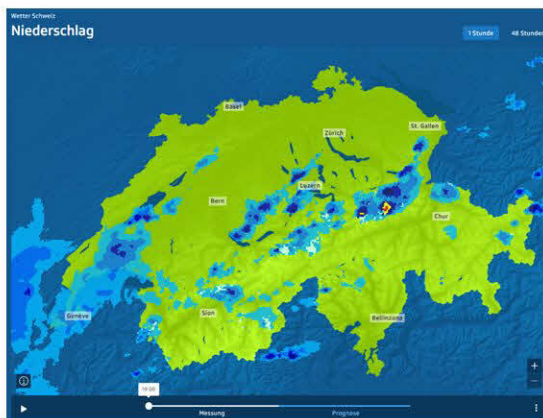 Wetter Schweiz
Niederschlag
1 Stunde
48 Stunden
Basel
St. Gallen
Zürich
Luzern
Bern
Chur
Genève
Sion
Bellinzona
+
−
Messung
Prognose